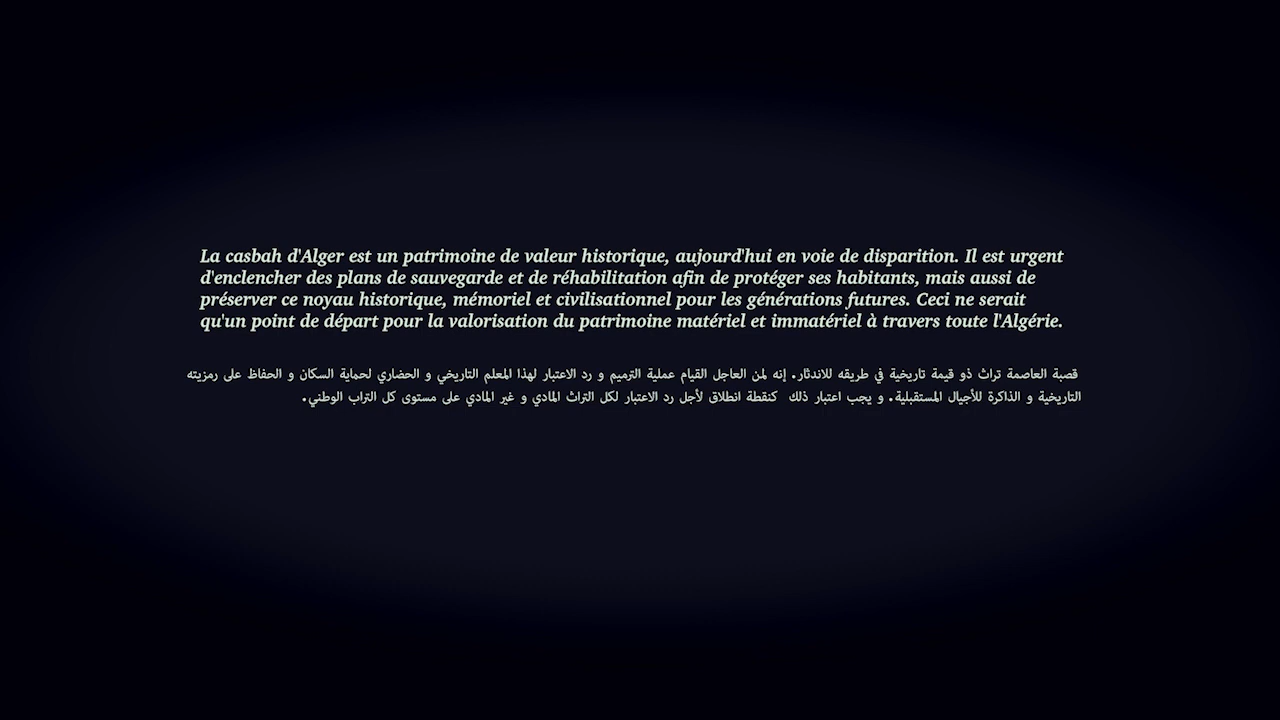 La casbah d'Alger est un patrimoine de valeur historique, aujourd'hui en voie de disparition. Il est urgent
d'enclencher des plans de sauvegarde et de réhabilitation afin de protéger ses habitants, mais aussi de
préserver ce noyau historique, mémoriel et civilisationnel pour les générations futures. Ceci ne serait
qu'un point de départ pour la valorisation du patrimoine matériel et immatériel à travers toute l'Algérie.
قصبة العاصمة تراث ذو قيمة تاريخية في طريقه للاندثار. إنه لمن العاجل القيام عملية الترميم و رد الاعتبار لهذا المعلم التاريخي و الحضاري لحماية السكان و الحفاظ على رمزيته
التاريخية و الذاكرة للأجيال المستقبلية. و يجب اعتبار ذلك كنقطة انطلاق لأجل رد الاعتبار لكل التراث المادي و غير المادي على مستوى كل التراب الوطني.